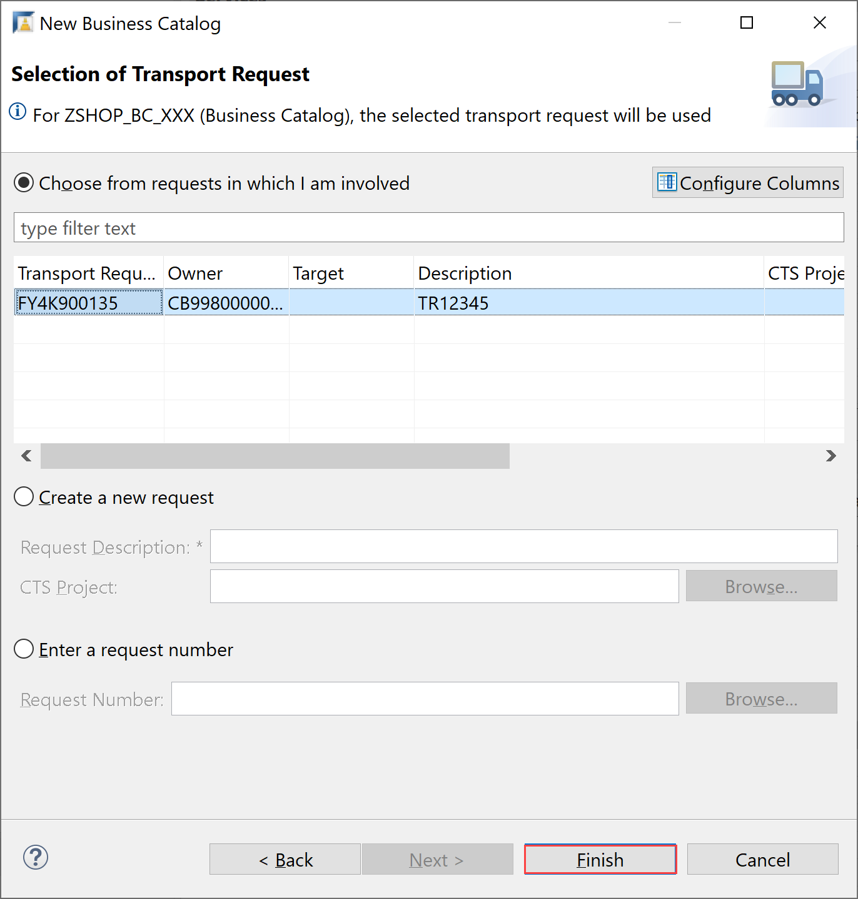 New Business Catalog
Selection of Transport Request
For ZSHOP_BC_XXX (Business Catalog), the selected transport request will be used
Choose from requests in which I am involved
Configure Columns
type filter text
Transport Requ... Owner Target Description CTS Proje
FY4K900135 CB99800000... TR12345
Create a new request
Request Description: *
CTS Project: Browse...
Enter a request number
Request Number: Browse...
? < Back Next > Finish Cancel